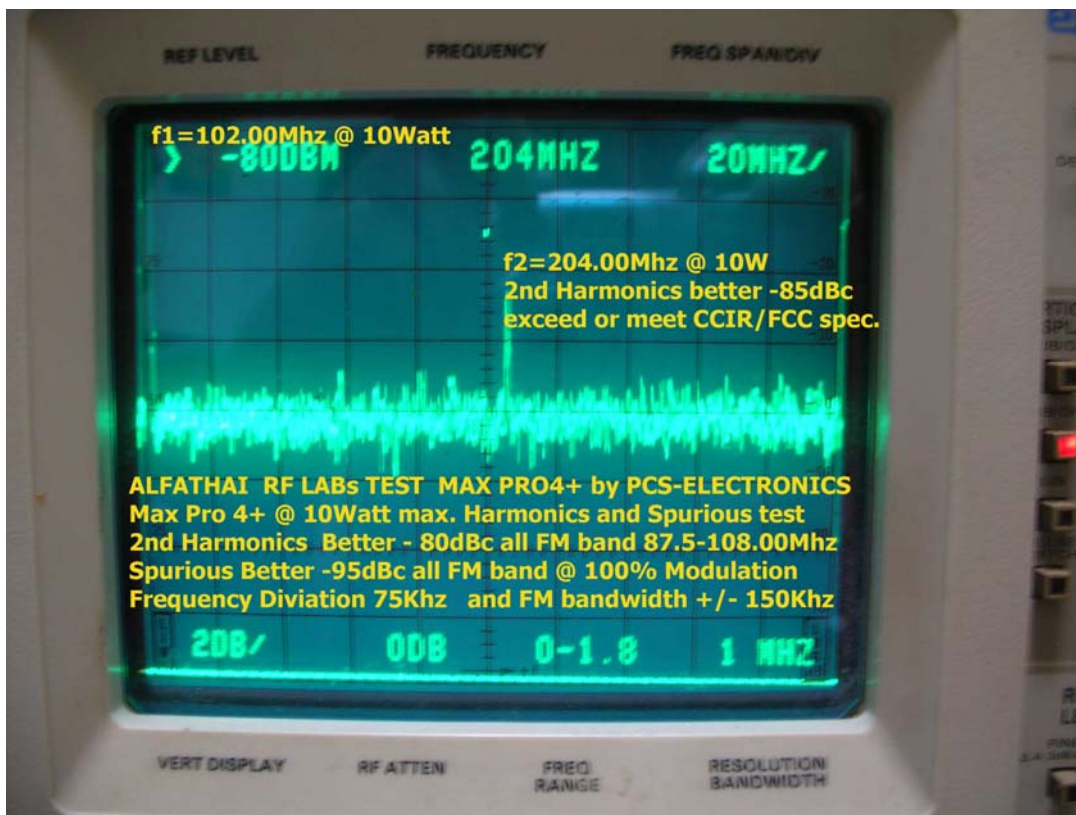 REF LEVEL FREQUENCY FREQ SPAN/DIV
f1=102.00Mhz @ 10Watt
-80DBM 204MHZ 20MHZ/
f2=204.00Mhz @ 10W
2nd Harmonics better -85dBc
exceed or meet CCIR/FCC spec.
ALFATHAI RF LABs TEST MAX PRO4+ by PCS-ELECTRONICS
Max Pro 4+ @ 10Watt max. Harmonics and Spurious test
2nd Harmonics Better - 80dBc all FM band 87.5-108.00Mhz
Spurious Better -95dBc all FM band @ 100% Modulation
Frequency Diviation 75Khz and FM bandwidth +/- 150Khz
2DB/ 0DB 0-1.8 1 MHZ
VERT DISPLAY RF ATTEN FREQ RANGE RESOLUTION BANDWIDTH